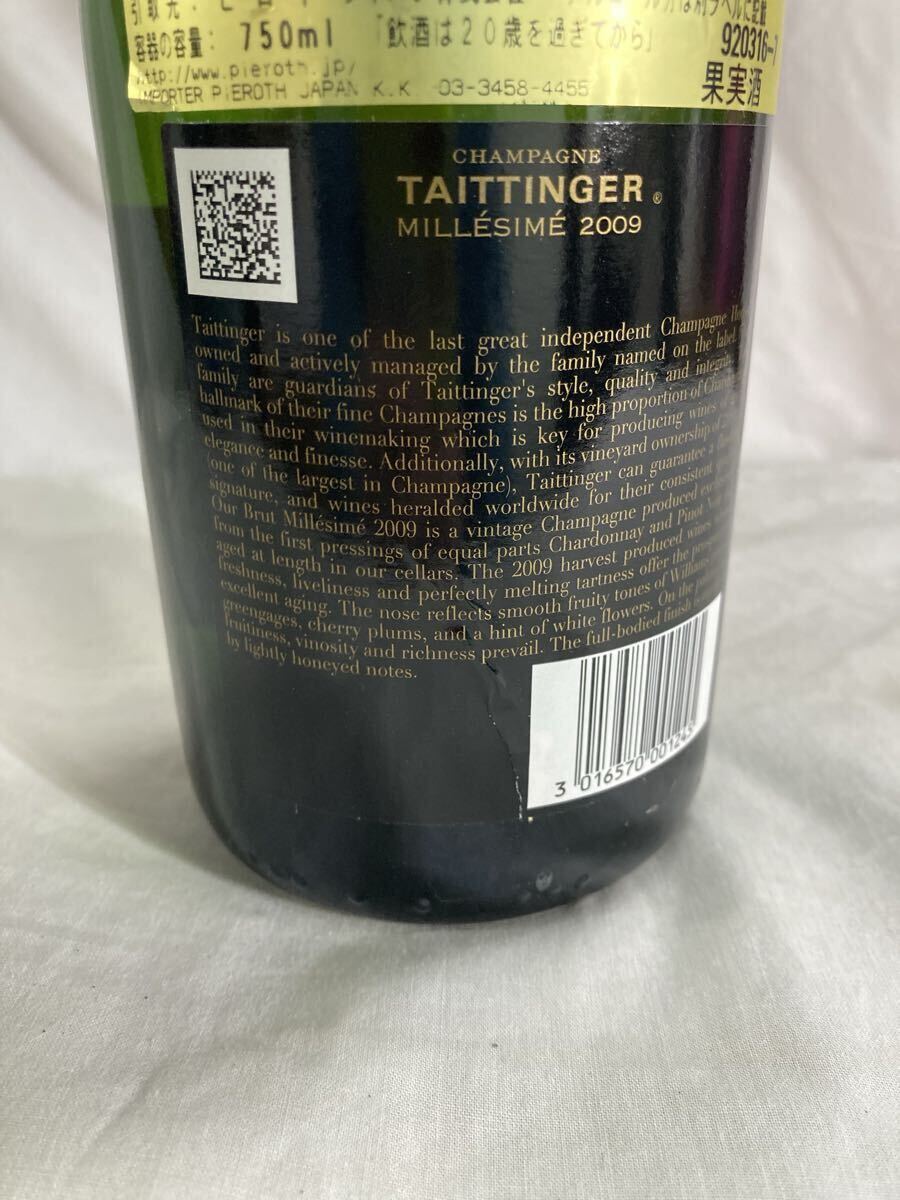 容器の容量: 750ml 「飲酒は20歳を過ぎてから」 920316-
http://www.pieroth.jp/
IMPORTER PIEROTH JAPAN K.K 03-3458-4455 果実酒
CHAMPAGNE
TAITTINGER ®
MILLÉSIMÉ 2009
Taittinger is one of the last great independent Champagne
owned and actively managed by the family named on the label.
family are guardians of Taittinger's style, quality and
hallmark of their fine Champagnes is the high proportion of
used in their winemaking which is key for producing wines of
elegance and finesse. Additionally, with its vineyard ownership of
(one of the largest in Champagne), Taittinger can guarantee a
signature, and wines heralded worldwide for their consistent
Our Brut Millésimé 2009 is a vintage Champagne produced
from the first pressings of equal parts Chardonnay and Pinot
aged at length in our cellars. The 2009 harvest produced wines
freshness, liveliness and perfectly melting tartness offer the
excellent aging. The nose reflects smooth fruity tones of
greengages, cherry plums, and a hint of white flowers. On the
fruitiness, vinosity and richness prevail. The full-bodied finish
by lightly honeyed notes.
3 016570 001245